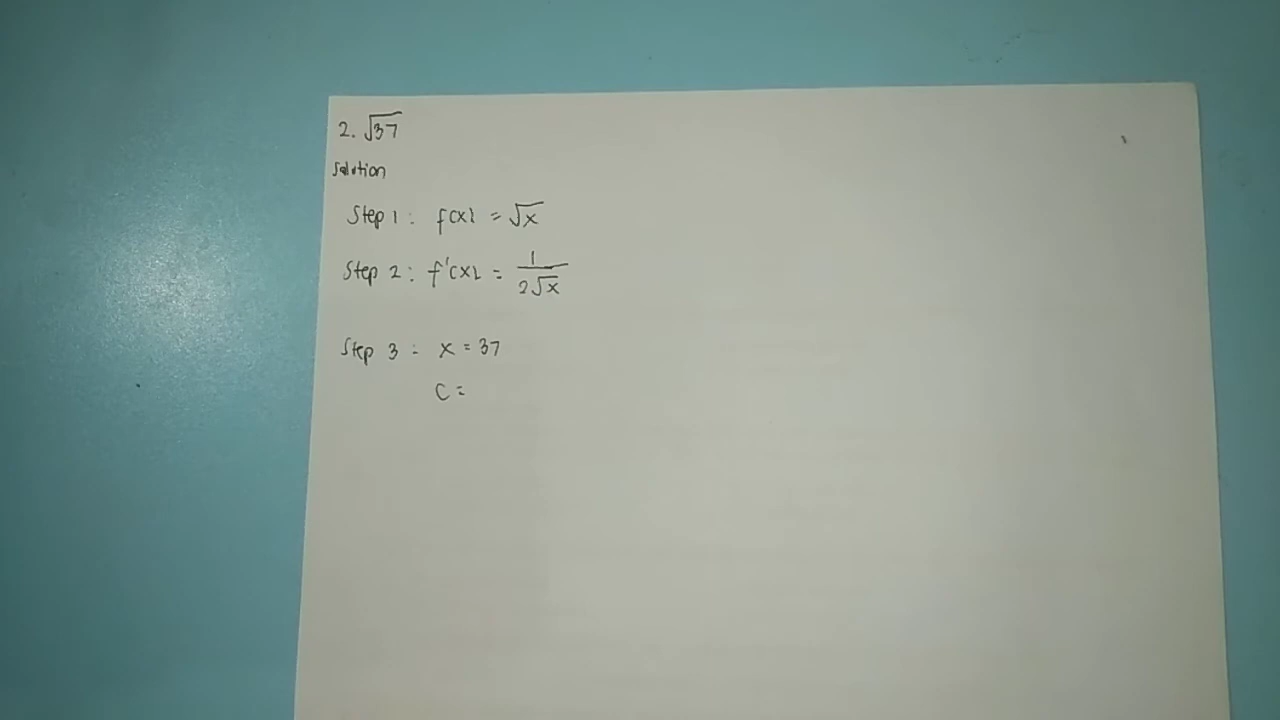 2. √37
Solution
Step 1: f(x) = √x
Step 2: f'(x) = 1/(2√x)
Step 3: x = 37
C =